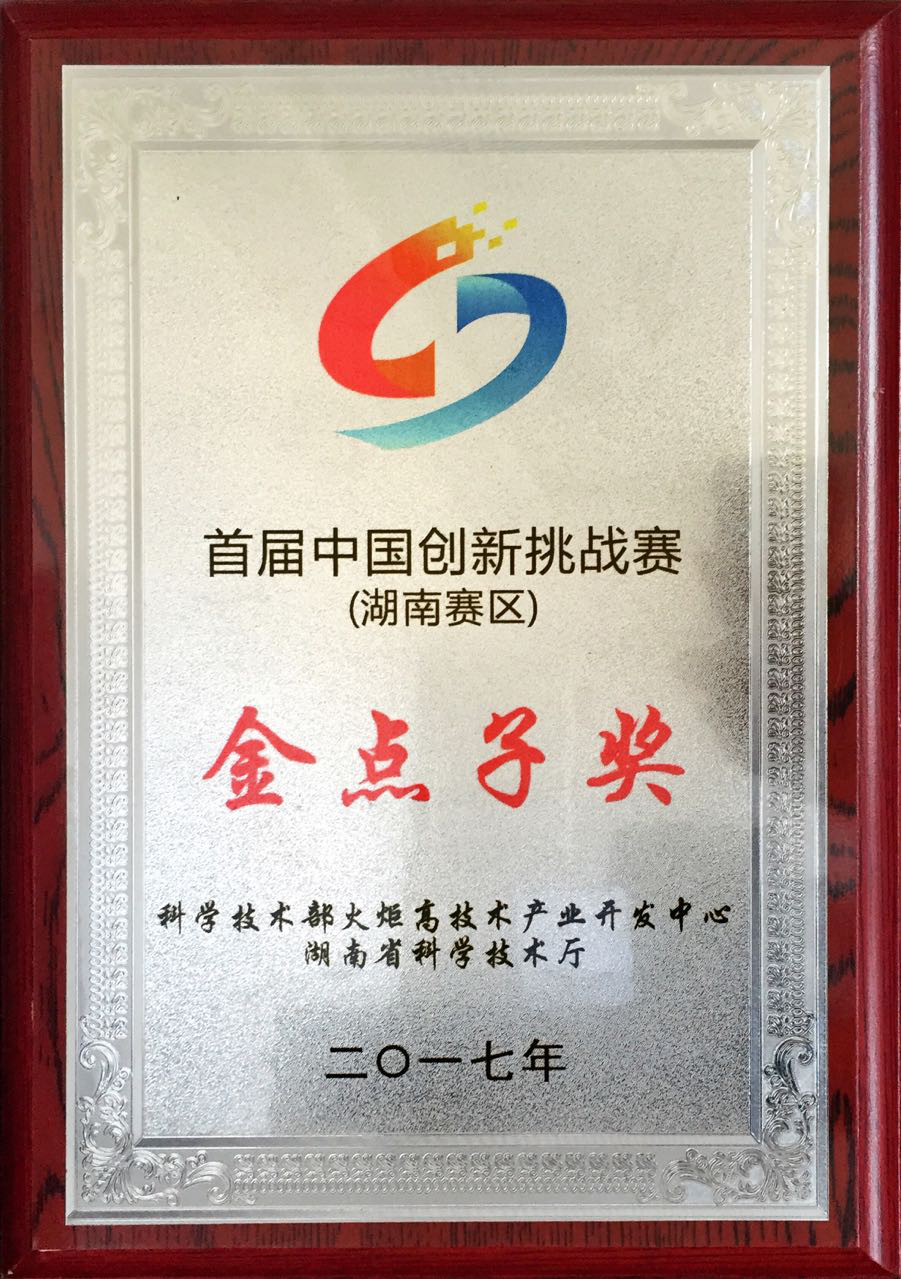 首届中国创新挑战赛
(湖南赛区)
金点子奖
科学技术部火炬高技术产业开发中心
湖南省科学技术厅
二〇一七年